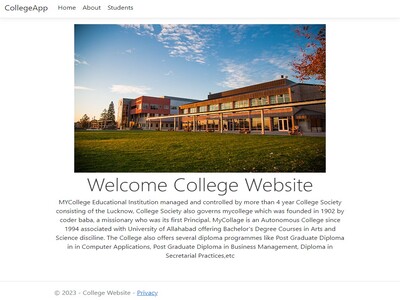 CollegeApp Home About Students
Welcome College Website
MYCollege Educational Institution managed and controlled by more than 4 year College Society
consisting of the Lucknow, College Society also governs mycollege which was founded in 1902 by
coder baba, a missionary who was its first Principal. MyCollage is an Autonomous College since
1994 associated with University of Allahabad offering Bachelor's Degree Courses in Arts and
Science disciline. The College also offers several diploma programmes like Post Graduate Diploma
in in Computer Applications, Post Graduate Diploma in Business Management, Diploma in
Secretarial Practices,etc
© 2023 - College Website - Privacy